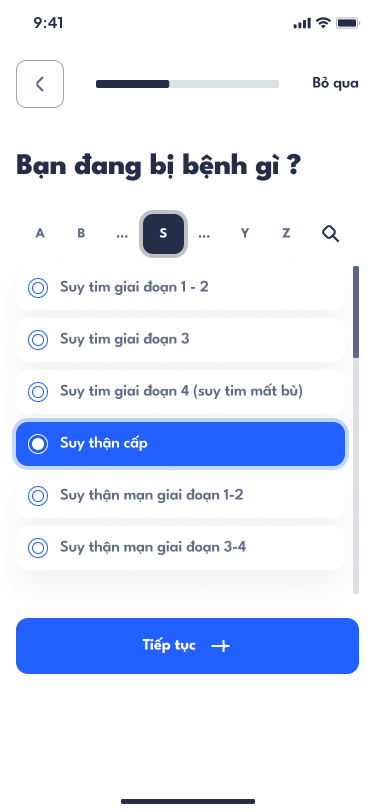 9:41
Bỏ qua
Bạn đang bị bệnh gì ?
A B ... S ... Y Z
Suy tim giai đoạn 1 - 2
Suy tim giai đoạn 3
Suy tim giai đoạn 4 (suy tim mất bù)
Suy thận cấp
Suy thận mạn giai đoạn 1-2
Suy thận mạn giai đoạn 3-4
Tiếp tục